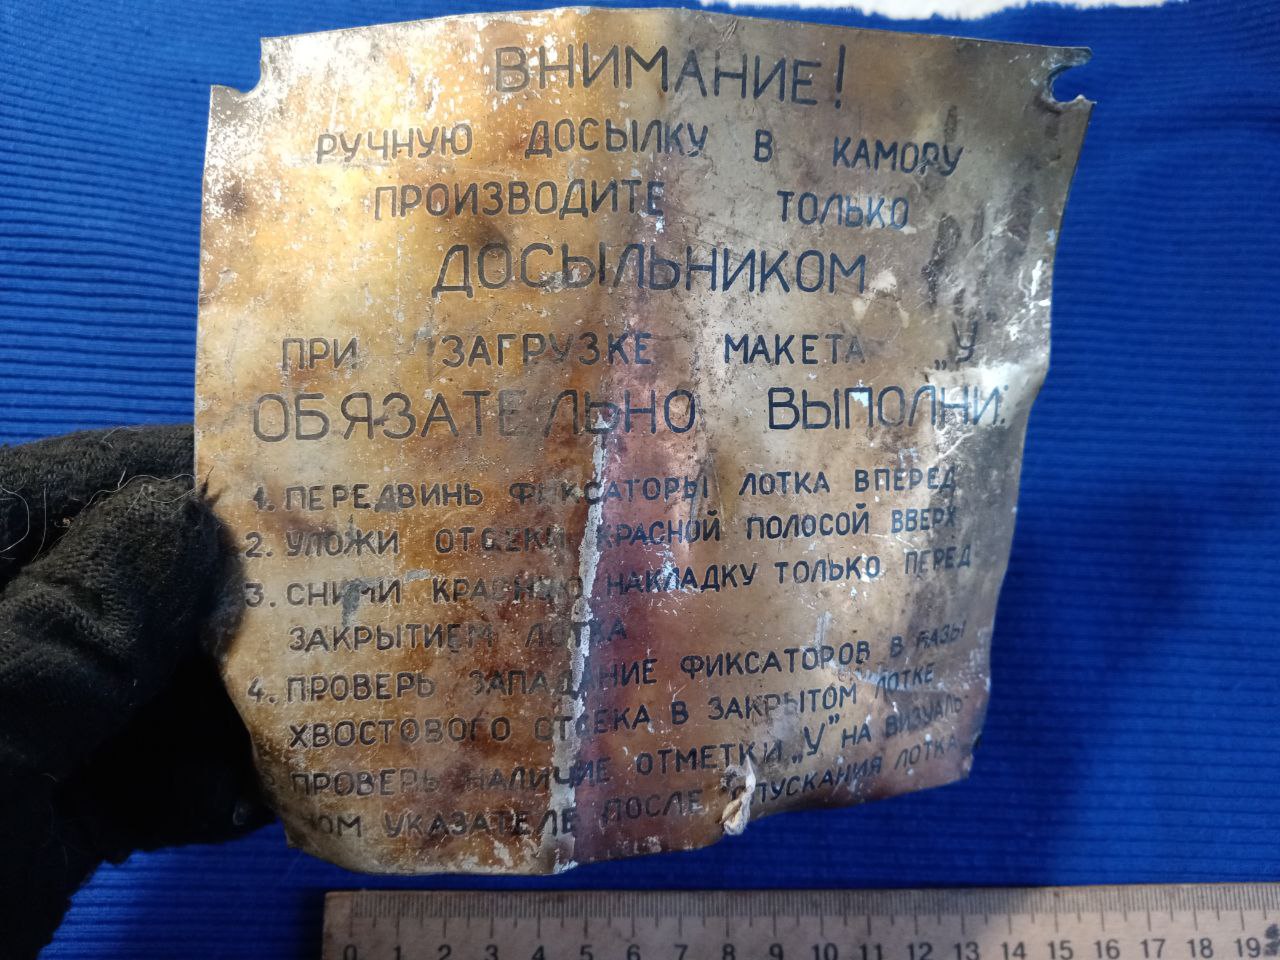 ВНИМАНИЕ!
РУЧНУЮ ДОСЫЛКУ В КАМОРУ
ПРОИЗВОДИТЕ ТОЛЬКО
ДОСЫЛЬНИКОМ
ПРИ ЗАГРУЗКЕ МАКЕТА „У"
ОБЯЗАТЕЛЬНО ВЫПОЛНИ:
1. ПЕРЕДВИНЬ ФИКСАТОРЫ ЛОТКА ВПЕРЕД
2. УЛОЖИ ОТСЕКИ КРАСНОЙ ПОЛОСОЙ ВВЕРХ
3. СНИМИ КРАСНУЮ НАКЛАДКУ ТОЛЬКО ПЕРЕД
ЗАКРЫТИЕМ ЛОТКА
4. ПРОВЕРЬ ЗАПАДАНИЕ ФИКСАТОРОВ В ПАЗЫ
ХВОСТОВОГО ОТСЕКА В ЗАКРЫТОМ ЛОТКЕ
ПРОВЕРЬ НАЛИЧИЕ ОТМЕТКИ „У" НА ВИЗУАЛЬ-
НОМ УКАЗАТЕЛЕ ПОСЛЕ ОПУСКАНИЯ ЛОТКА
0 1 2 3 4 5 6 7 8 9 10 11 12 13 14 15 16 17 18 19